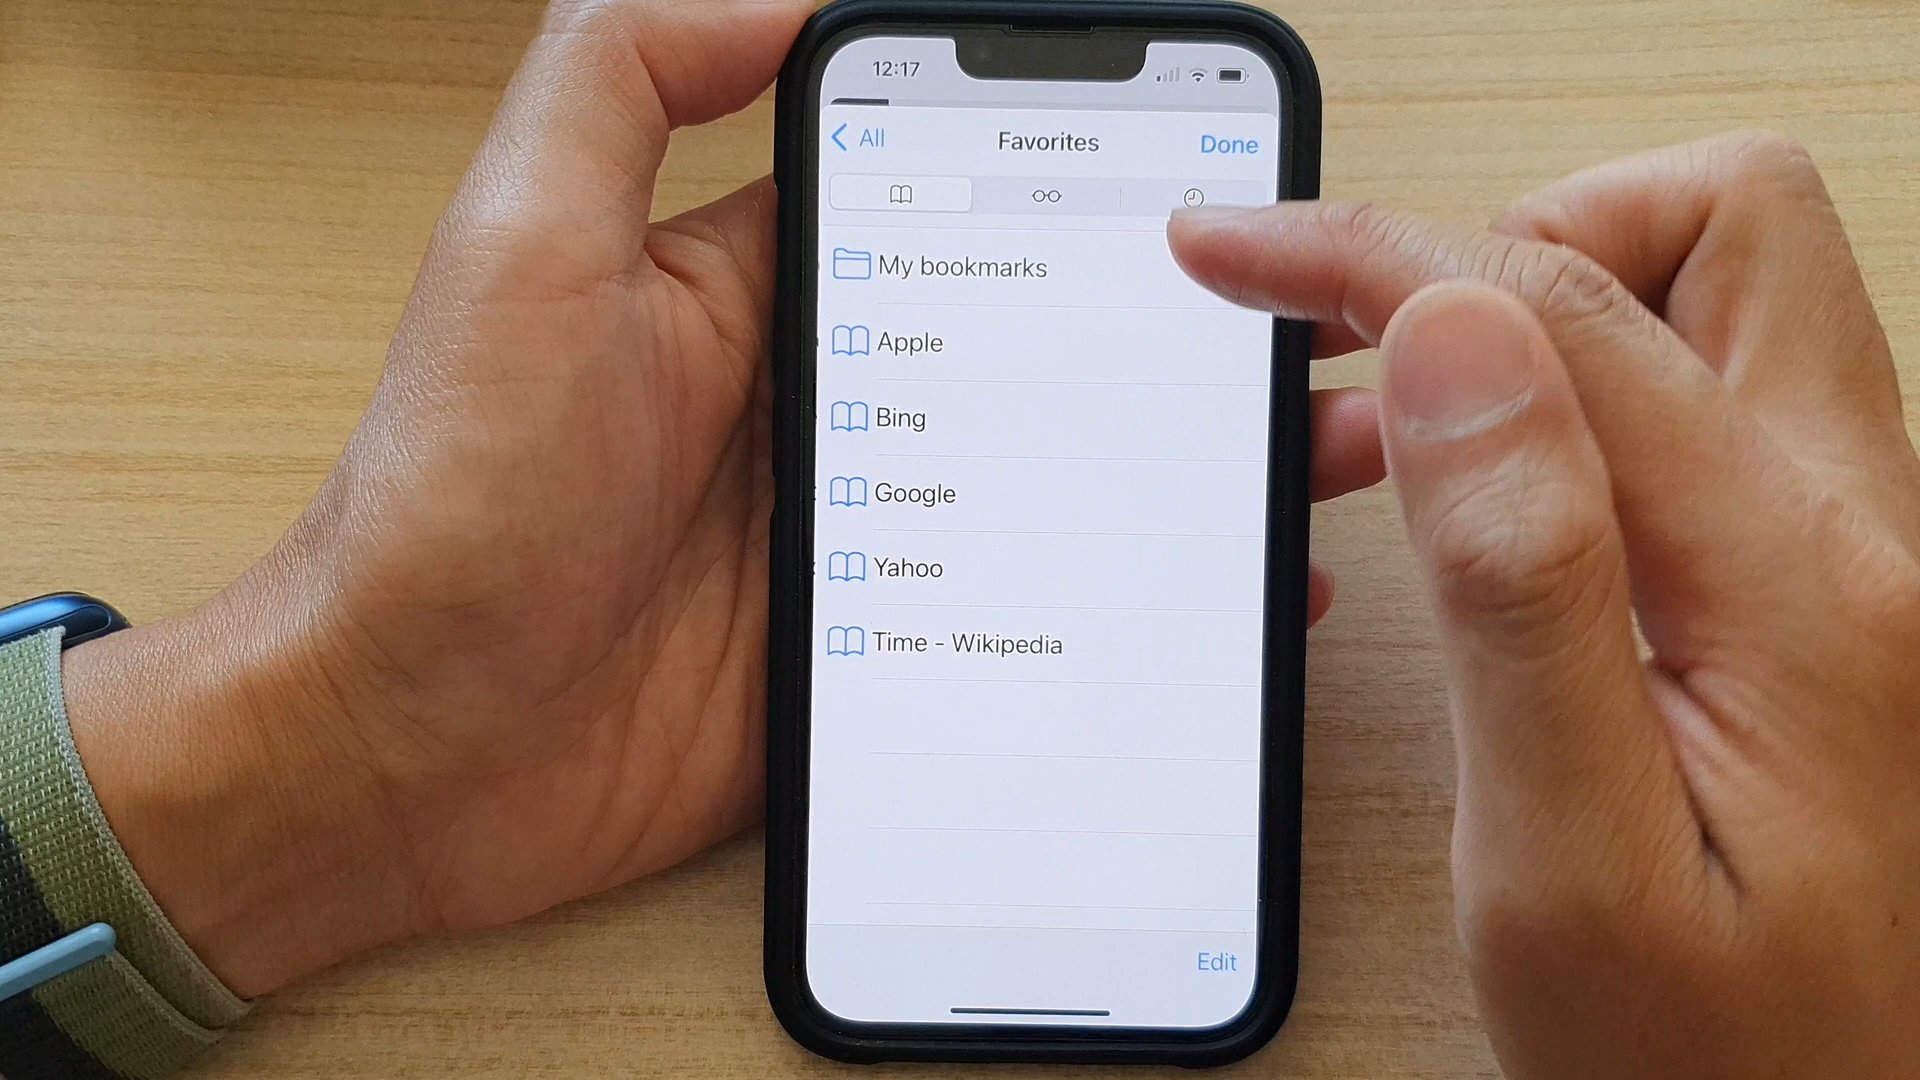 12:17
All
Favorites
Done
My bookmarks
Apple
Bing
Google
Yahoo
Time - Wikipedia
Edit